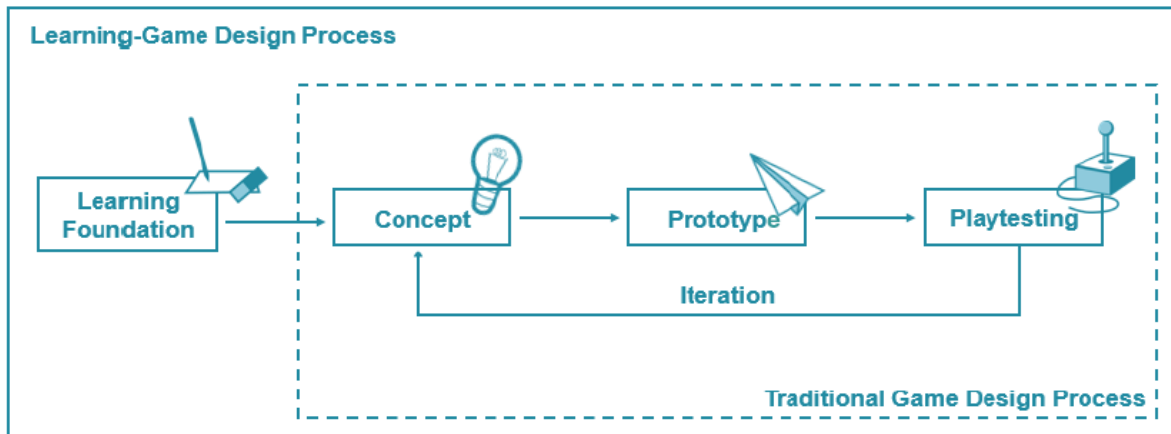 Learning-Game Design Process
Learning
Foundation
Concept
Prototype
Playtesting
Iteration
Traditional Game Design Process